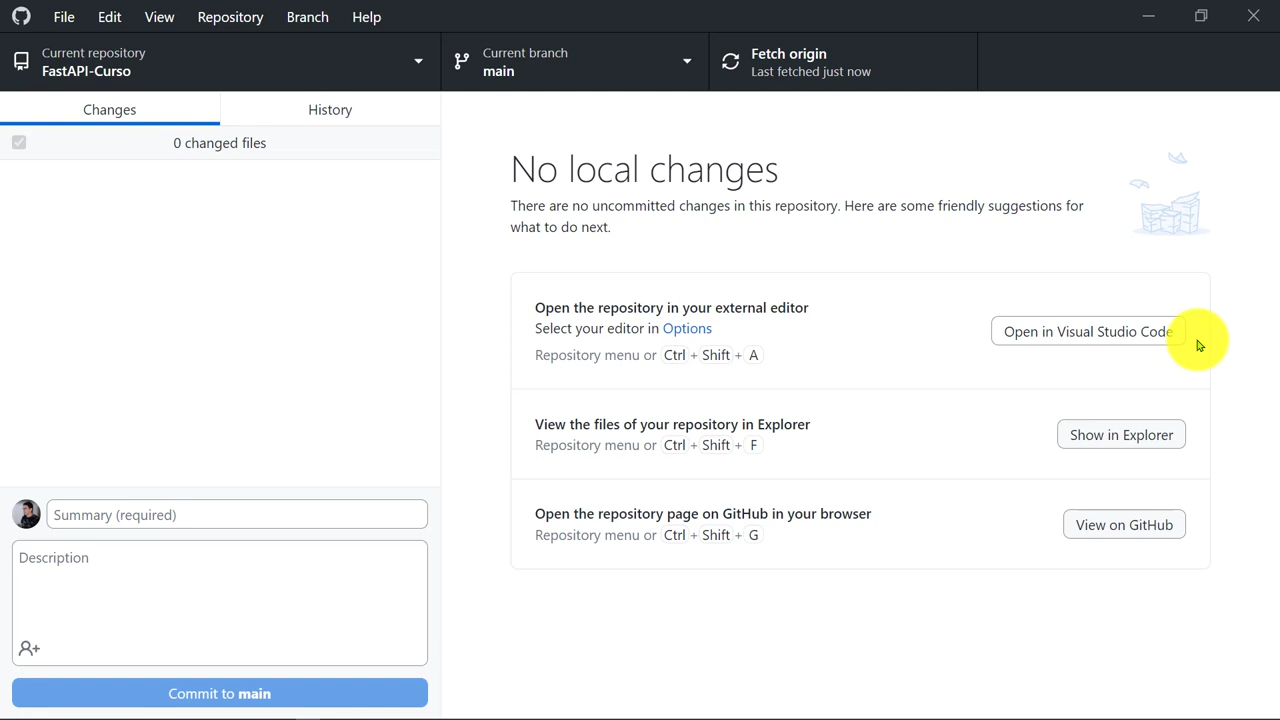 File Edit View Repository Branch Help
Current repository
FastAPI-Curso
Current branch
main
Fetch origin
Last fetched just now
Changes History
0 changed files
No local changes
There are no uncommitted changes in this repository. Here are some friendly suggestions for
what to do next.
Open the repository in your external editor
Select your editor in Options
Repository menu or Ctrl + Shift + A
Open in Visual Studio Code
View the files of your repository in Explorer
Repository menu or Ctrl + Shift + F
Show in Explorer
Open the repository page on GitHub in your browser
Repository menu or Ctrl + Shift + G
View on GitHub
Summary (required)
Description
Commit to main